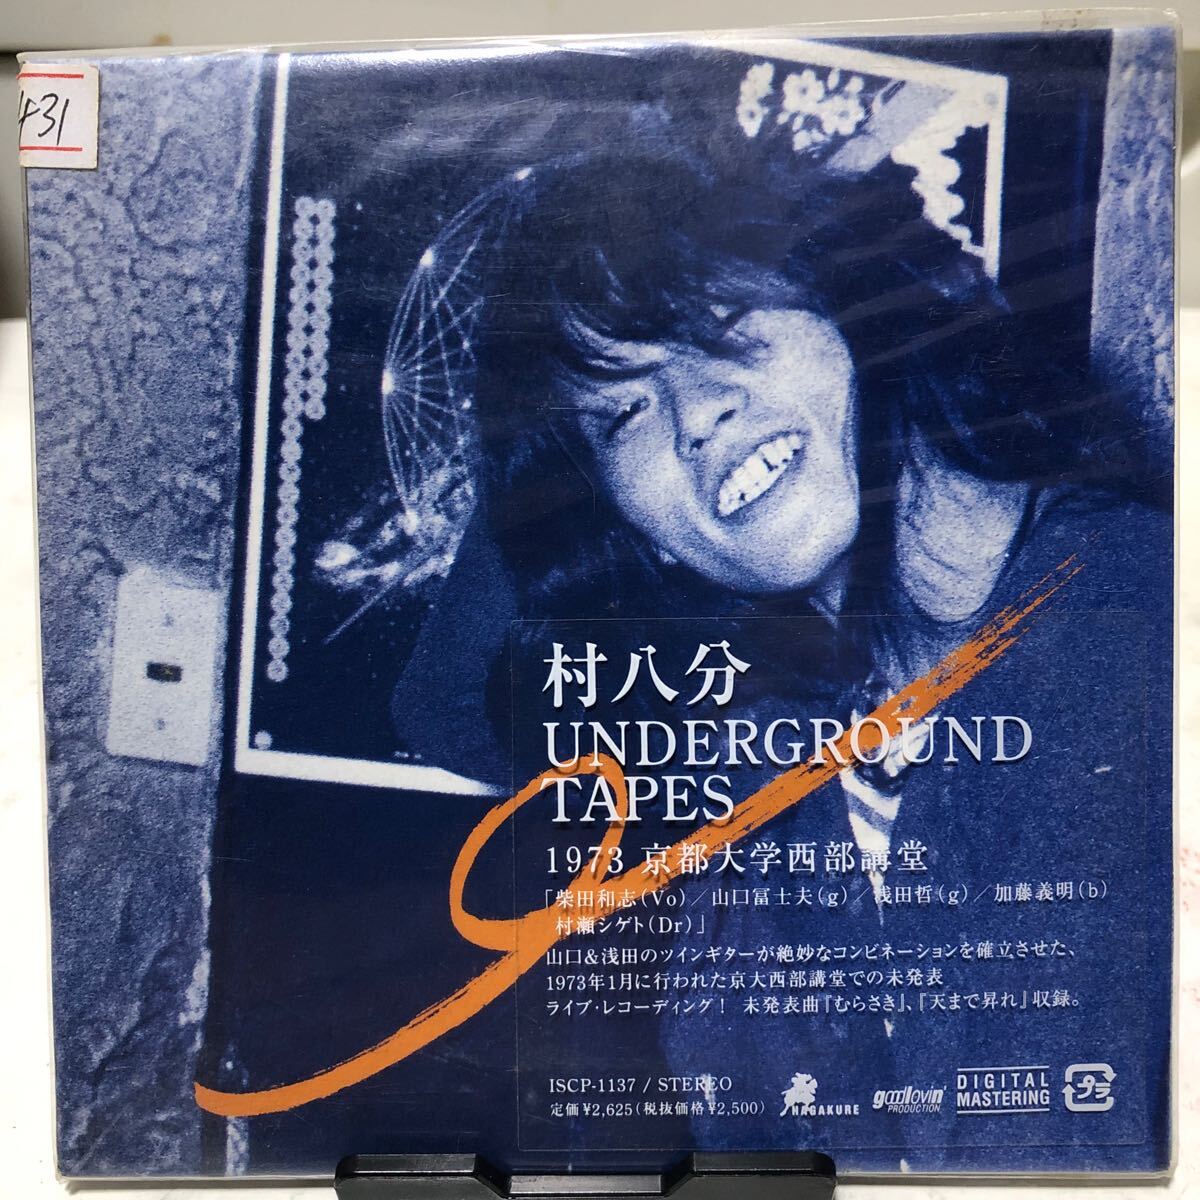 431
村八分
UNDERGROUND
TAPES
1973 京都大学西部講堂
「柴田和志(Vo)／山口冨士夫(g)／浅田哲(g)／加藤義明(b)
村瀬シゲト(Dr)」
山口&浅田のツインギターが絶妙なコンビネーションを確立させた、
1973年1月に行われた京大西部講堂での未発表
ライブ・レコーディング! 未発表曲『むらさき』、『天まで昇れ』収録。
ISCP-1137 / STEREO
定価¥2,625(税抜価格¥2,500)
HAGAKURE
goodlovin'
PRODUCTION
DIGITAL
MASTERING
プラ